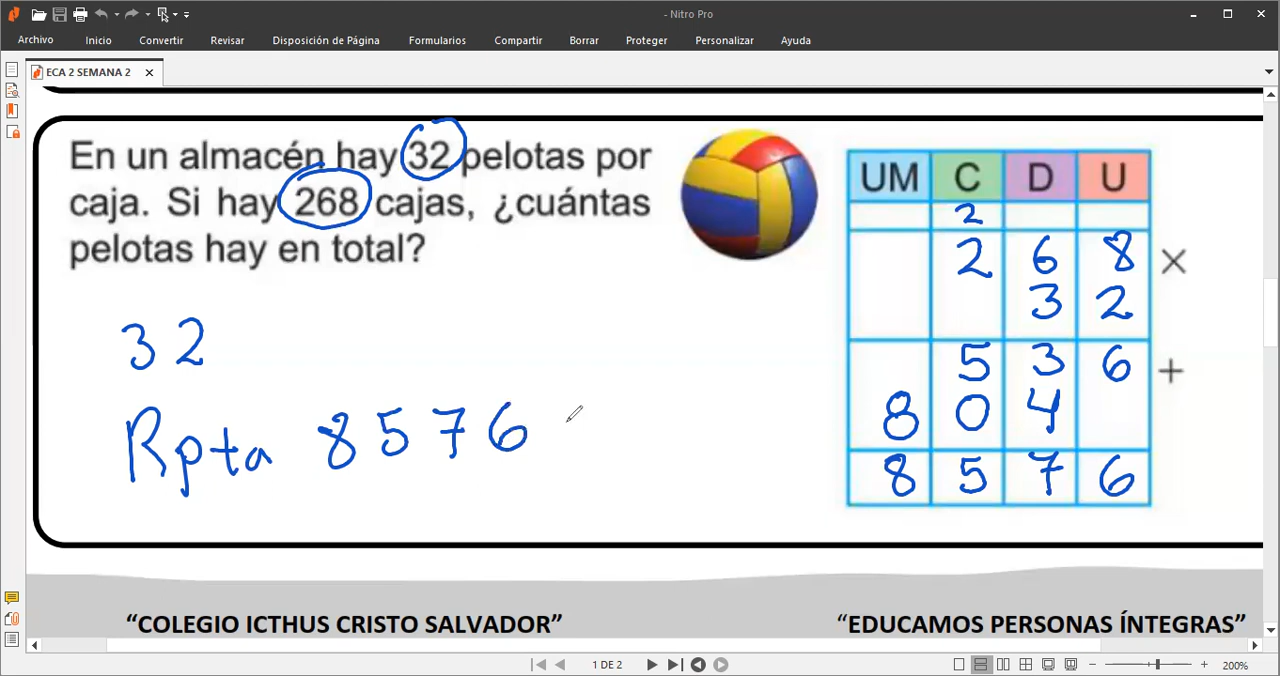 - Nitro Pro
Archivo Inicio Convertir Revisar Disposición de Página Formularios Compartir Borrar Proteger Personalizar Ayuda
ECA 2 SEMANA 2
En un almacén hay 32 pelotas por
caja. Si hay 268 cajas, ¿cuántas
pelotas hay en total?
32
Rpta 8576
UM C D U
2
2 6 8 ×
3 2
5 3 6 +
8 0 4
8 5 7 6
“COLEGIO ICTHUS CRISTO SALVADOR” “EDUCAMOS PERSONAS ÍNTEGRAS”
1 DE 2
200%